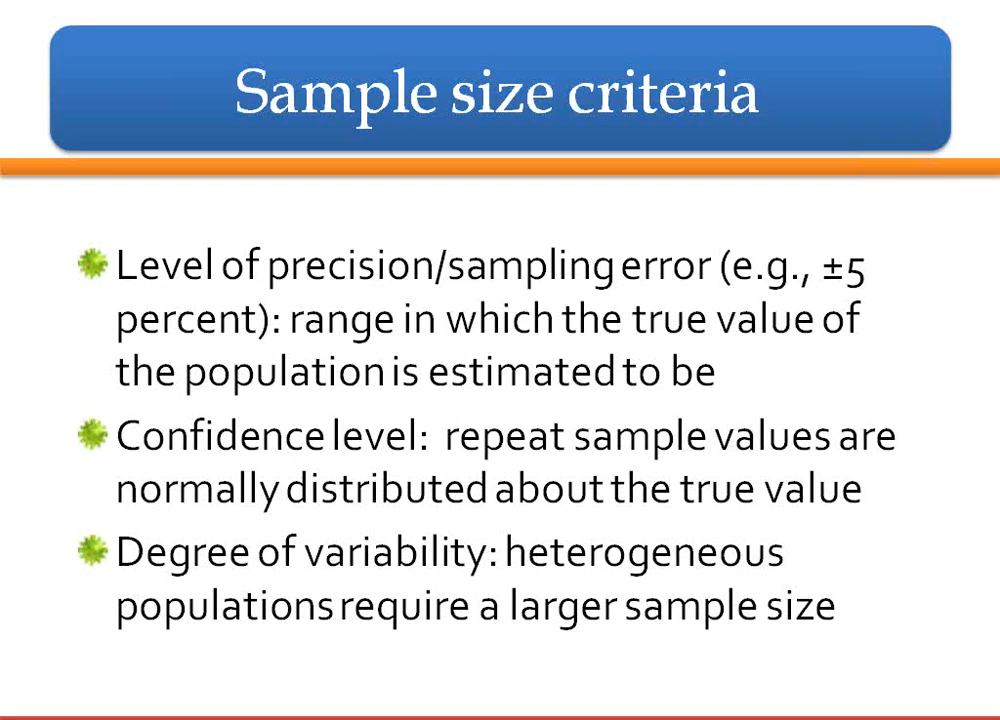 Sample size criteria
Level of precision/sampling error (e.g., ±5
percent): range in which the true value of
the population is estimated to be
Confidence level:  repeat sample values are
normally distributed about the true value
Degree of variability: heterogeneous
populations require a larger sample size